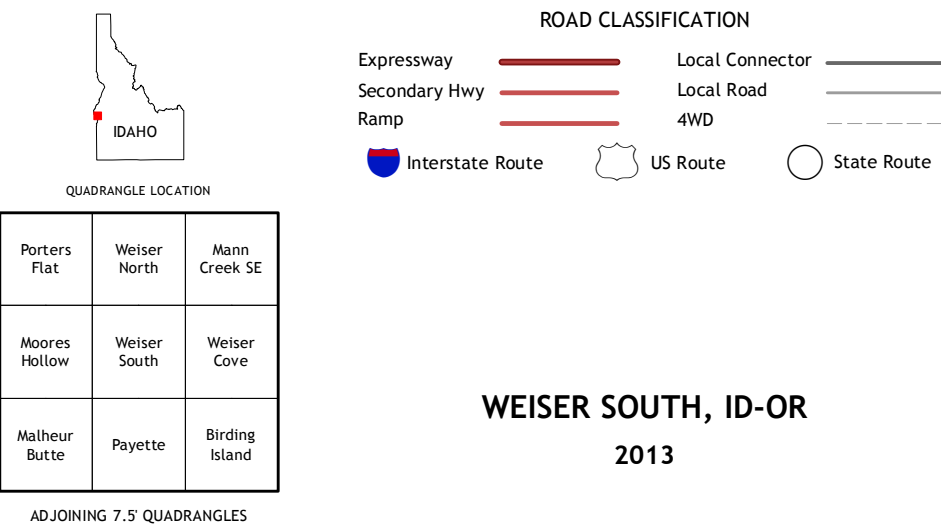 IDAHO
QUADRANGLE LOCATION
Porters
Flat
Weiser
North
Mann
Creek SE
Moores
Hollow
Weiser
South
Weiser
Cove
Malheur
Butte
Payette
Birding
Island
ADJOINING 7.5' QUADRANGLES
ROAD CLASSIFICATION
Expressway
Local Connector
Secondary Hwy
Local Road
Ramp
4WD
Interstate Route
US Route
State Route
WEISER SOUTH, ID-OR
2013